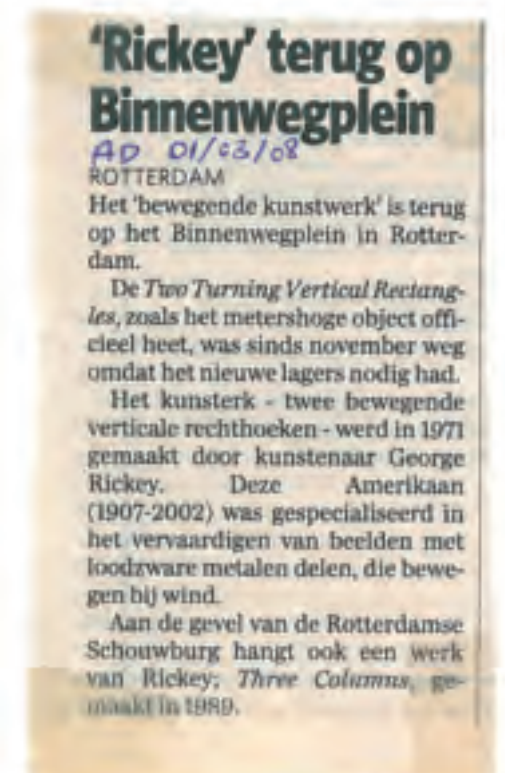 'Rickey' terug op
Binnenwegplein
AD 01/03/08
ROTTERDAM
Het 'bewegende kunstwerk' is terug
op het Binnenwegplein in Rotter-
dam.
De Two Turning Vertical Rectang-
les, zoals het metershoge object offi-
cieel heet, was sinds november weg
omdat het nieuwe lagers nodig had.
Het kunsterk - twee bewegende
verticale rechthoeken - werd in 1971
gemaakt door kunstenaar George
Rickey. Deze Amerikaan
(1907-2002) was gespecialiseerd in
het vervaardigen van beelden met
loodzware metalen delen, die bewe-
gen bij wind.
Aan de gevel van de Rotterdamse
Schouwburg hangt ook een werk
van Rickey; Three Columns, ge-
maakt in 1989.